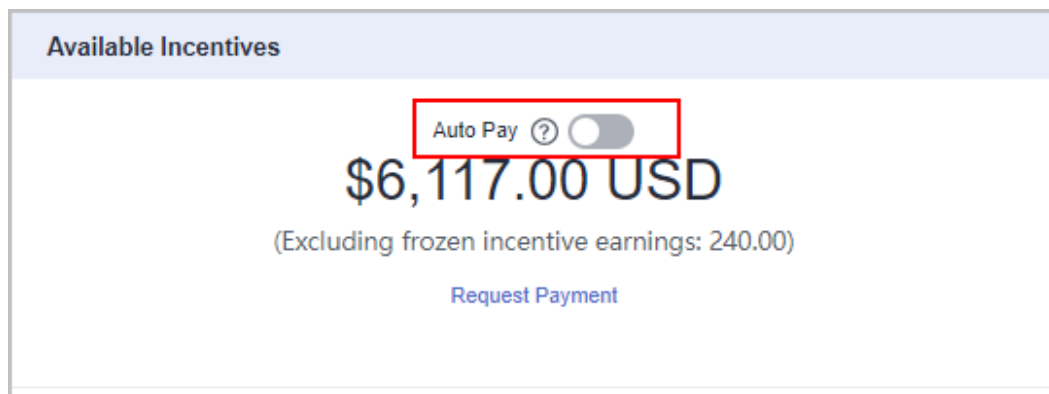 Available Incentives
Auto Pay ?
$6,117.00 USD
(Excluding frozen incentive earnings: 240.00)
Request Payment